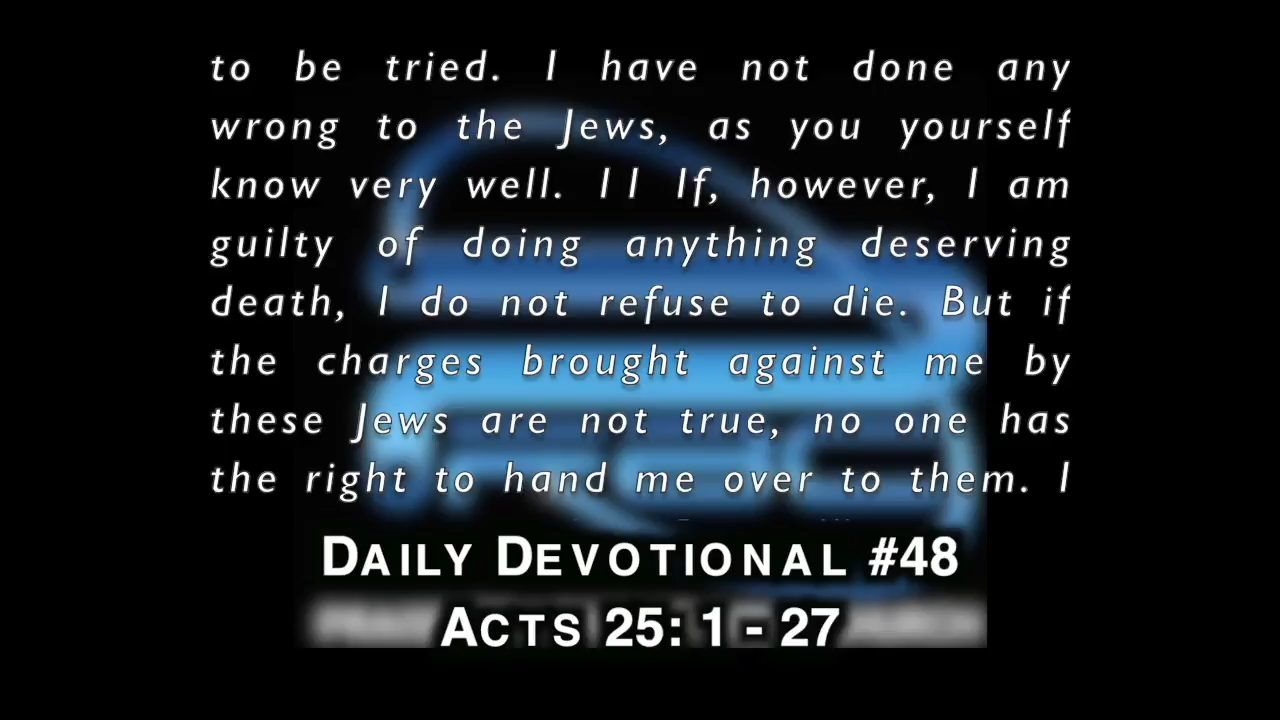 to be tried. I have not done any
wrong to the Jews, as you yourself
know very well. 11 If, however, I am
guilty of doing anything deserving
death, I do not refuse to die. But if
the charges brought against me by
these Jews are not true, no one has
the right to hand me over to them. I
DAILY DEVOTIONAL #48
ACTS 25: 1 - 27